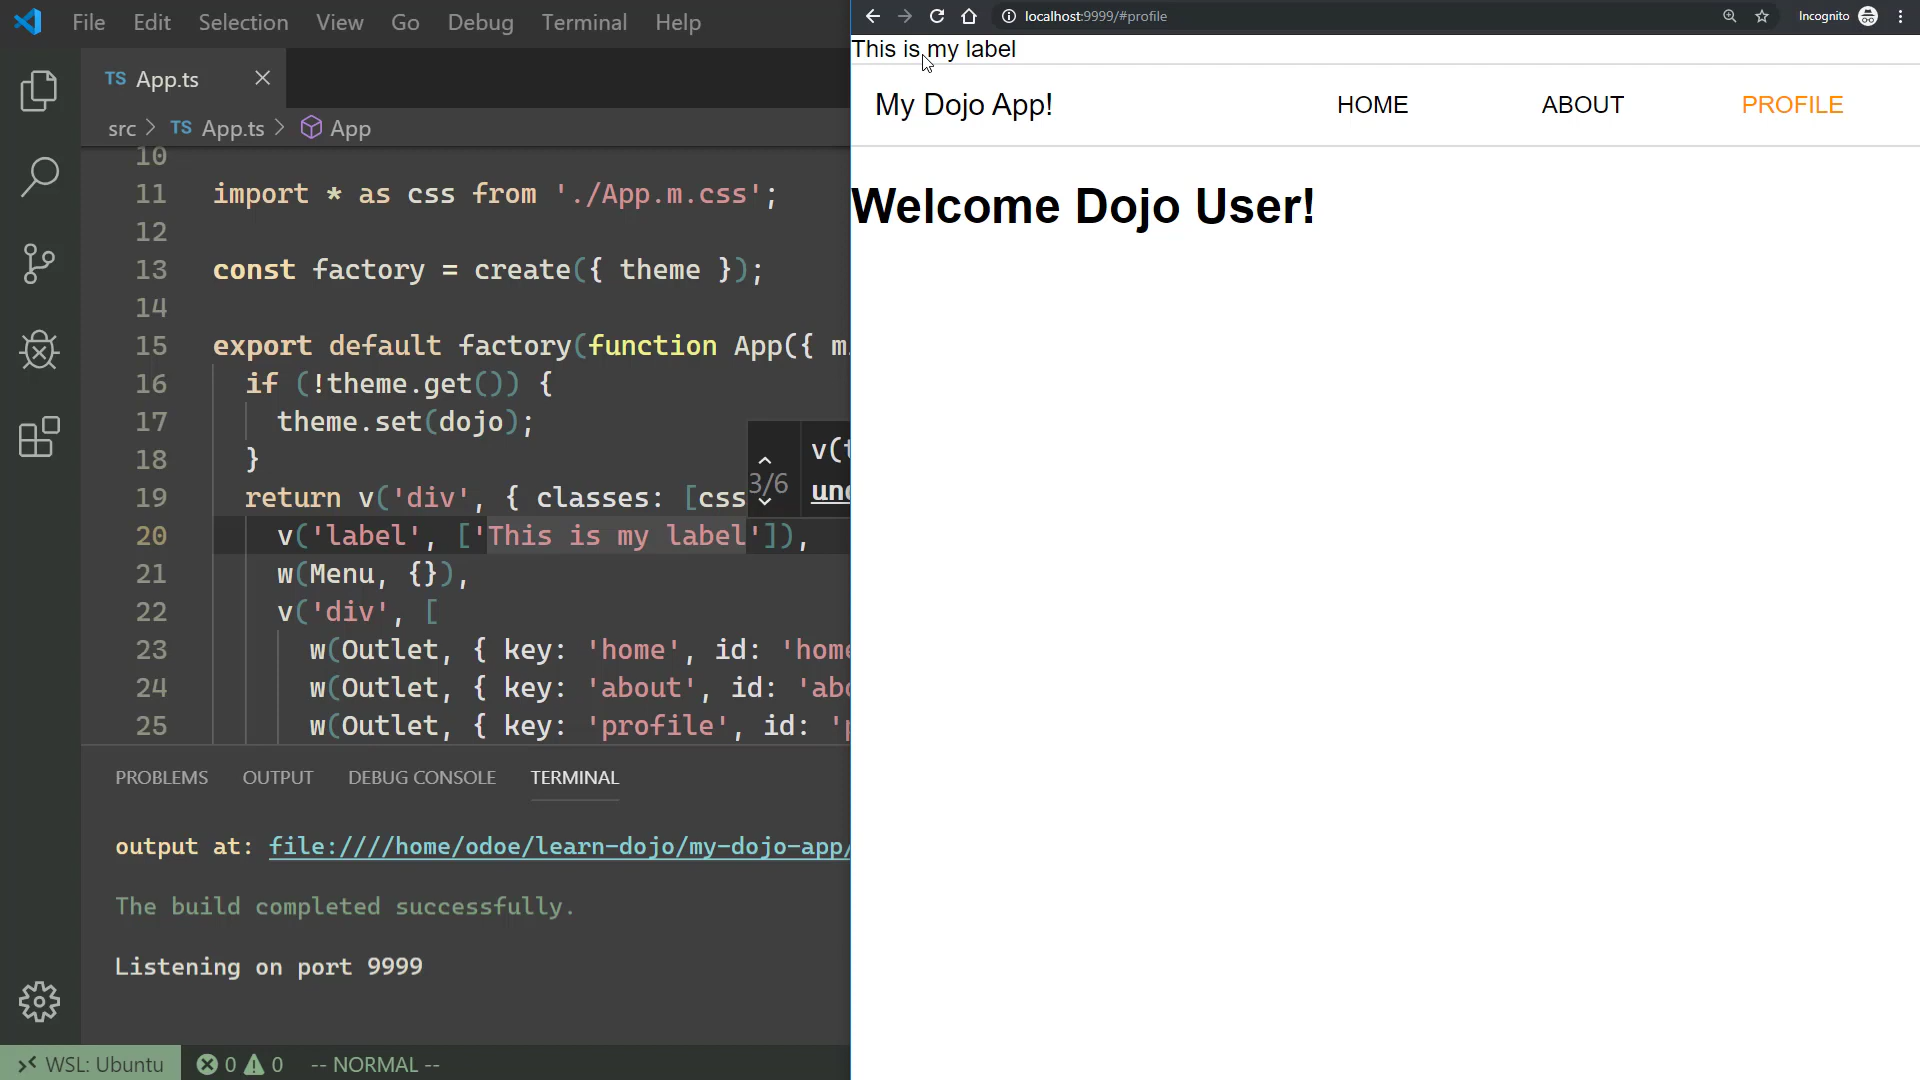 File Edit Selection View Go Debug Terminal Help
TS App.ts
src > TS App.ts > App
10
11 import * as css from './App.m.css';
12
13 const factory = create({ theme });
14
15 export default factory(function App({ m
16 if (!theme.get()) {
17 theme.set(dojo);
18 }
19 return v('div', { classes: [css
20 v('label', ['This is my label']),
21 w(Menu, {}),
22 v('div', [
23 w(Outlet, { key: 'home', id: 'home
24 w(Outlet, { key: 'about', id: 'abo
25 w(Outlet, { key: 'profile', id: 'p
3/6
v(t
und
PROBLEMS OUTPUT DEBUG CONSOLE TERMINAL
output at: file:////home/odoe/learn-dojo/my-dojo-app/
The build completed successfully.
Listening on port 9999
WSL: Ubuntu 0 0 -- NORMAL --
localhost:9999/#profile Incognito
This is my label
My Dojo App! HOME ABOUT PROFILE
Welcome Dojo User!